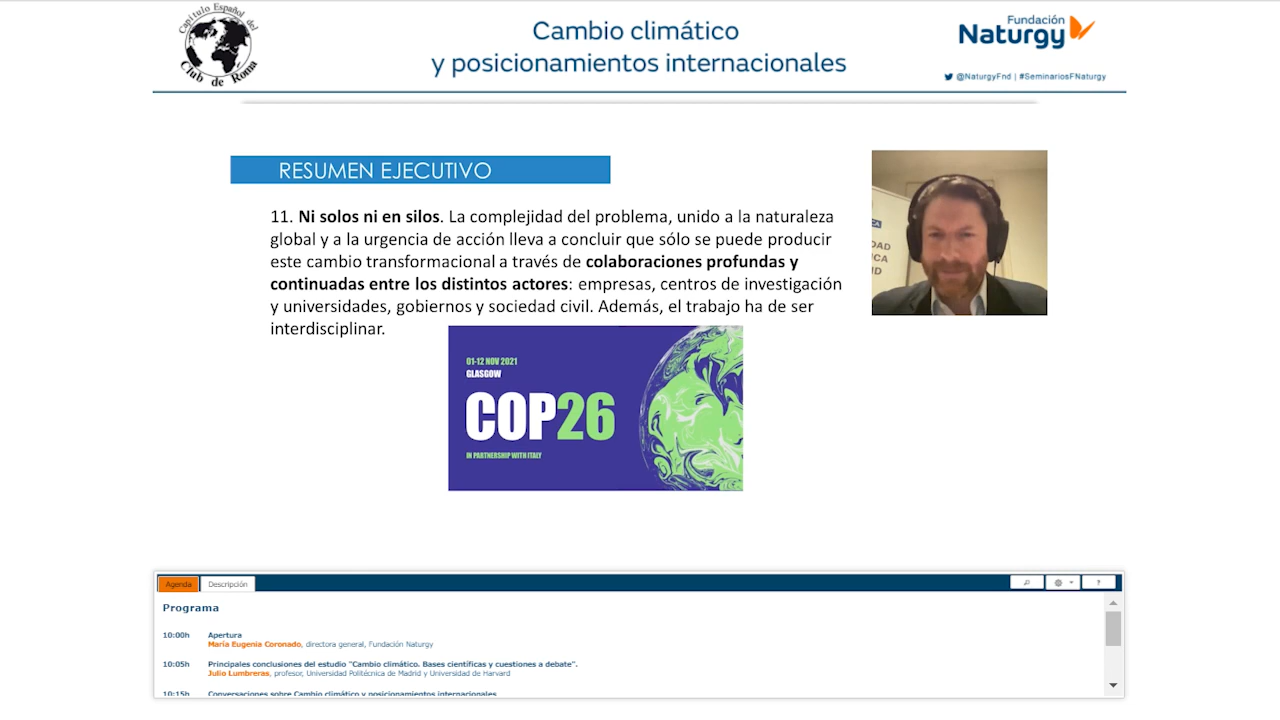 Capítulo Español del
Club de Roma
Cambio climático
y posicionamientos internacionales
Fundación
Naturgy
@NaturgyFnd | #SeminariosFNaturgy
RESUMEN EJECUTIVO
11. Ni solos ni en silos. La complejidad del problema, unido a la naturaleza
global y a la urgencia de acción lleva a concluir que sólo se puede producir
este cambio transformacional a través de colaboraciones profundas y
continuadas entre los distintos actores: empresas, centros de investigación
y universidades, gobiernos y sociedad civil. Además, el trabajo ha de ser
interdisciplinar.
01-12 NOV 2021
GLASGOW
COP26
IN PARTNERSHIP WITH ITALY
Agenda
Descripción
?
Programa
10:00h Apertura
María Eugenia Coronado, directora general, Fundación Naturgy
10:05h Principales conclusiones del estudio "Cambio climático. Bases científicas y cuestiones a debate".
Julio Lumbreras, profesor, Universidad Politécnica de Madrid y Universidad de Harvard
10:15h Conversaciones sobre Cambio climático y posicionamientos internacionales